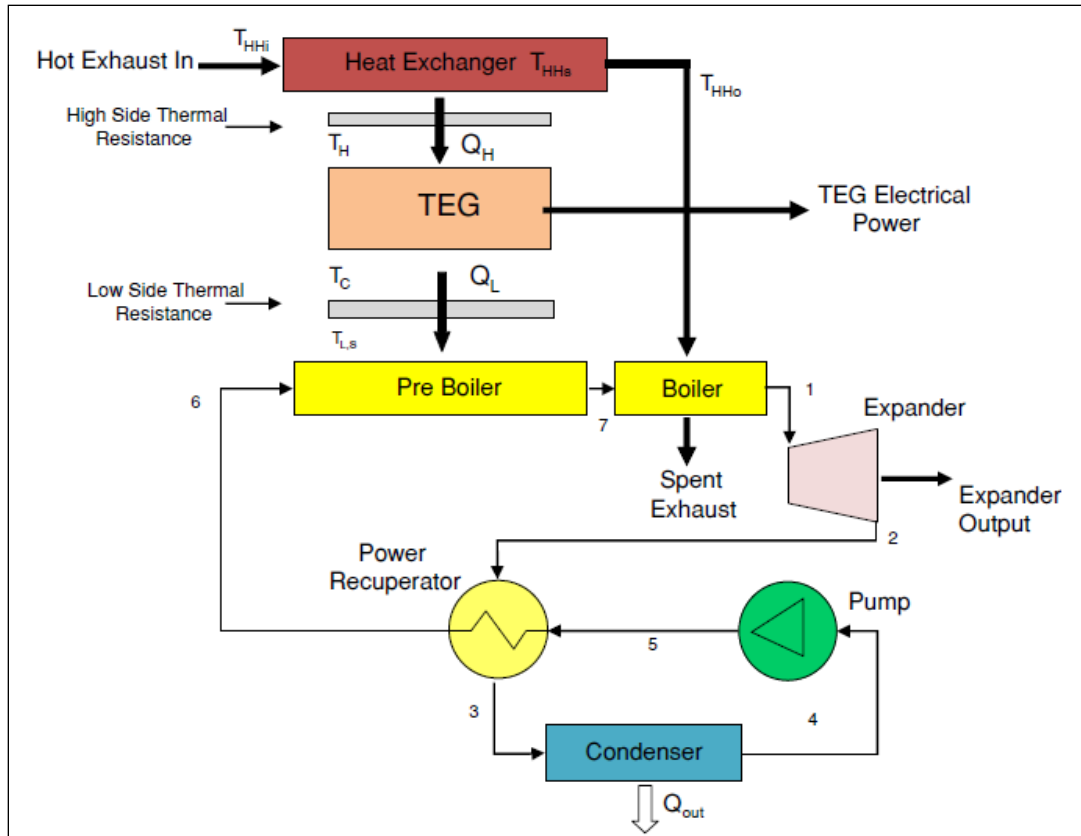 T_HHi
Hot Exhaust In
Heat Exchanger T_HHs
T_HHo
High Side Thermal
Resistance
T_H
Q_H
TEG
TEG Electrical
Power
T_C
Q_L
Low Side Thermal
Resistance
T_L,s
6
Pre Boiler
7
Boiler
1
Expander
Spent
Exhaust
Expander
Output
2
Power
Recuperator
Pump
5
3
4
Condenser
Q_out